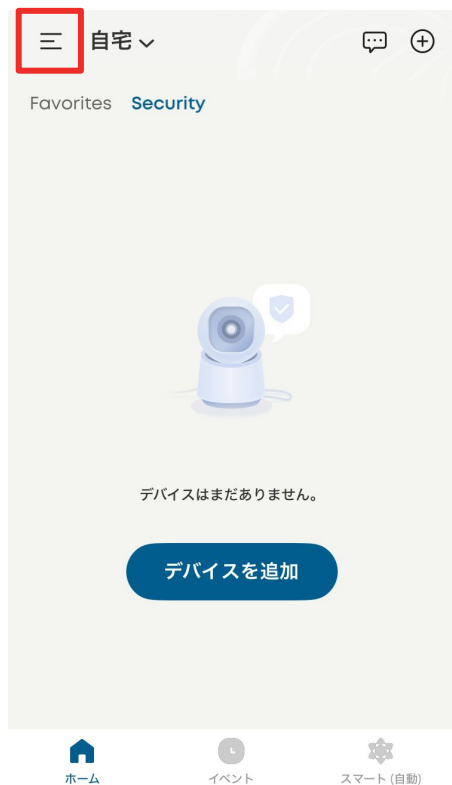 自宅
Favorites Security
デバイスはまだありません。
デバイスを追加
ホーム イベント スマート (自動)